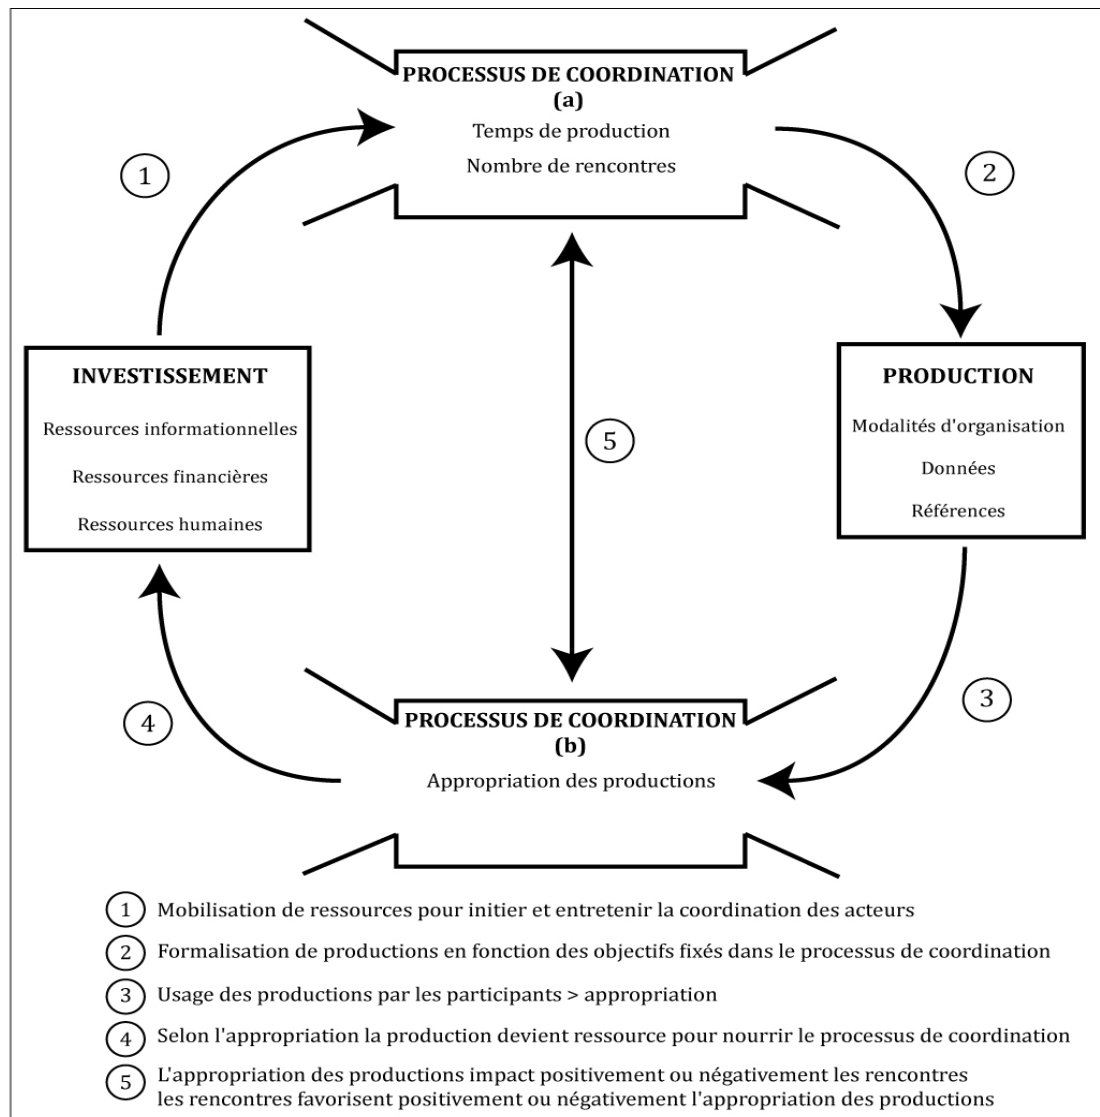 PROCESSUS DE COORDINATION
(a)
Temps de production
Nombre de rencontres
1
2
INVESTISSEMENT
Ressources informationnelles
Ressources financières
Ressources humaines
5
PRODUCTION
Modalités d'organisation
Données
Références
4
3
PROCESSUS DE COORDINATION
(b)
Appropriation des productions
1 Mobilisation de ressources pour initier et entretenir la coordination des acteurs
2 Formalisation de productions en fonction des objectifs fixés dans le processus de coordination
3 Usage des productions par les participants > appropriation
4 Selon l'appropriation la production devient ressource pour nourrir le processus de coordination
5 L'appropriation des productions impact positivement ou négativement les rencontres
les rencontres favorisent positivement ou négativement l'appropriation des productions